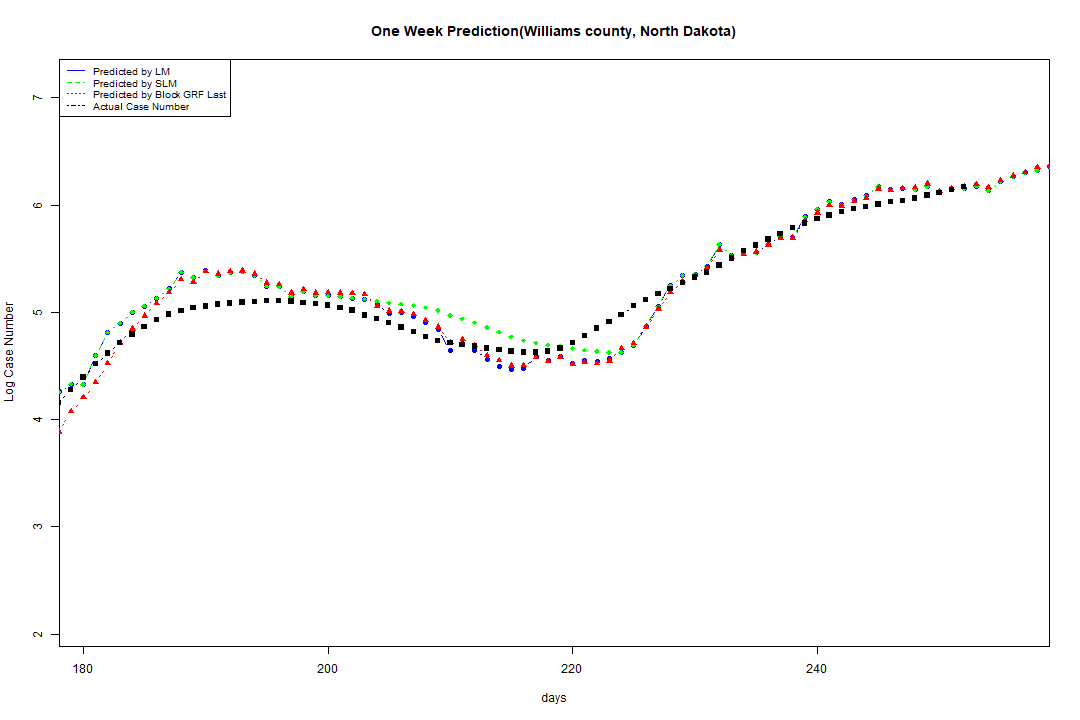 One Week Prediction(Williams county, North Dakota)
Predicted by LM
Predicted by SLM
Predicted by Block GRF Last
Actual Case Number
7
6
5
4
3
2
Log Case Number
180 200 220 240
days